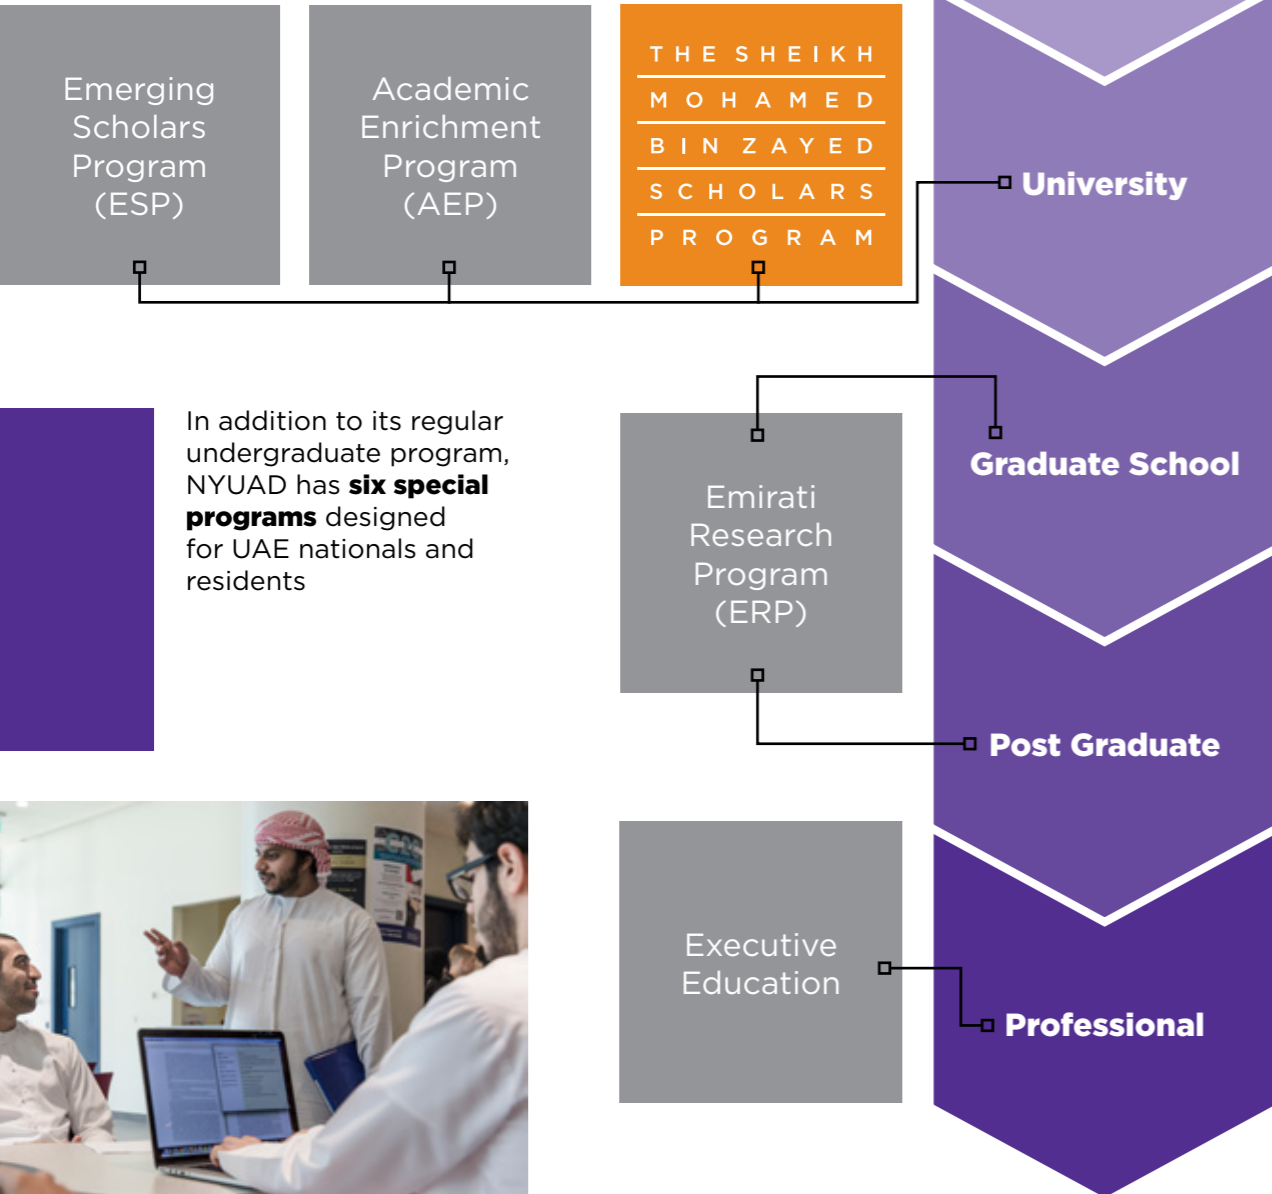 Emerging
Scholars
Program
(ESP)
Academic
Enrichment
Program
(AEP)
THE SHEIKH
MOHAMED
BIN ZAYED
SCHOLARS
PROGRAM
University
In addition to its regular
undergraduate program,
NYUAD has six special
programs designed
for UAE nationals and
residents
Graduate School
Emirati
Research
Program
(ERP)
Post Graduate
Executive
Education
Professional